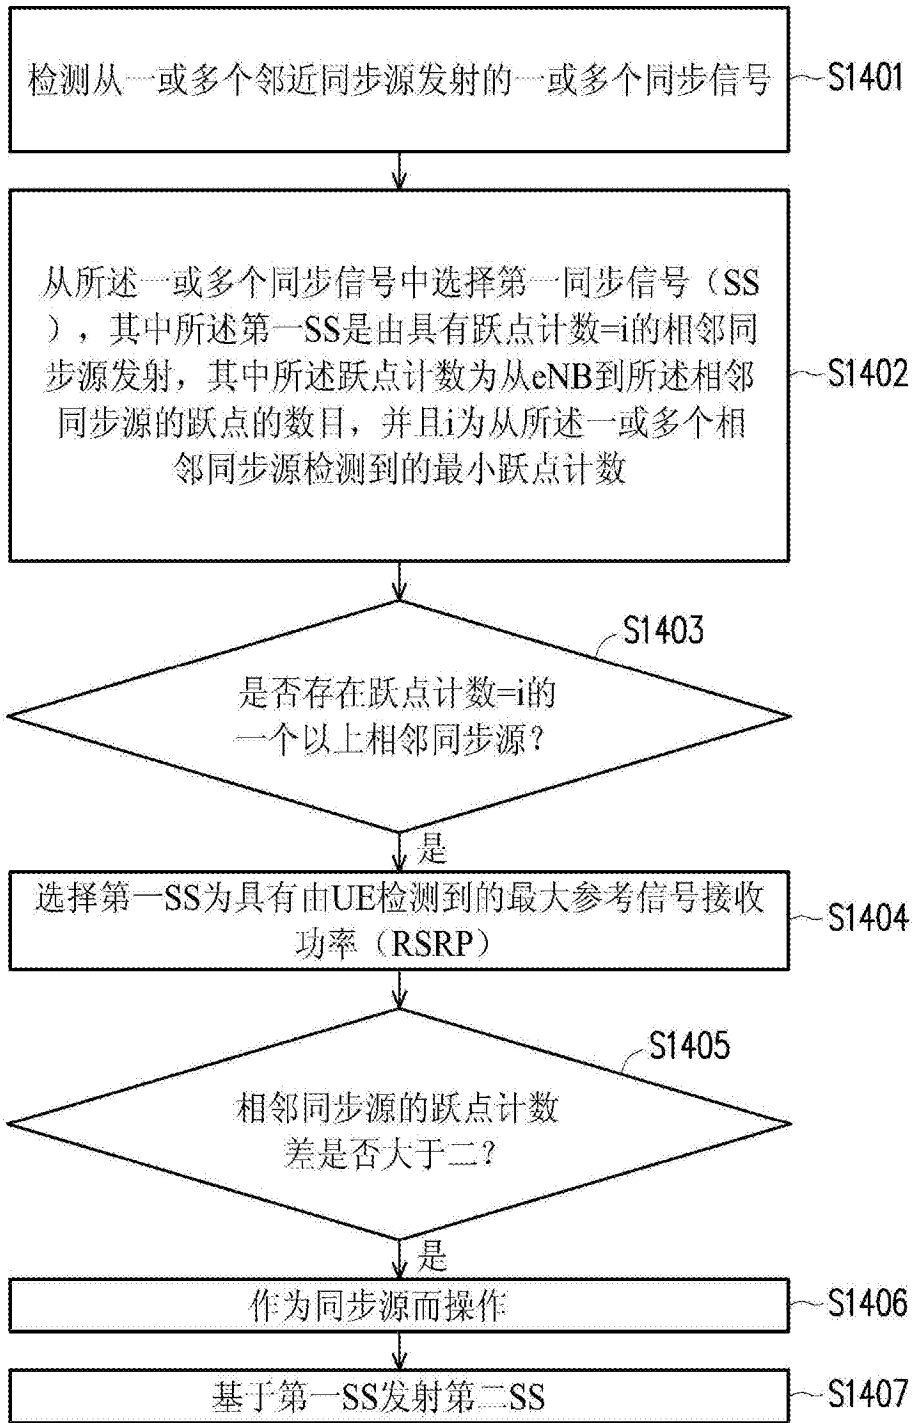 检测从一或多个邻近同步源发射的一或多个同步信号
S1401
从所述一或多个同步信号中选择第一同步信号（SS
），其中所述第一SS是由具有跃点计数=i的相邻同
步源发射，其中所述跃点计数为从eNB到所述相邻
同步源的跃点的数目，并且i为从所述一或多个相
邻同步源检测到的最小跃点计数
S1402
S1403
是否存在跃点计数=i的
一个以上相邻同步源？
是
选择第一SS为具有由UE检测到的最大参考信号接收
功率（RSRP）
S1404
S1405
相邻同步源的跃点计数
差是否大于二？
是
作为同步源而操作
S1406
基于第一SS发射第二SS
S1407